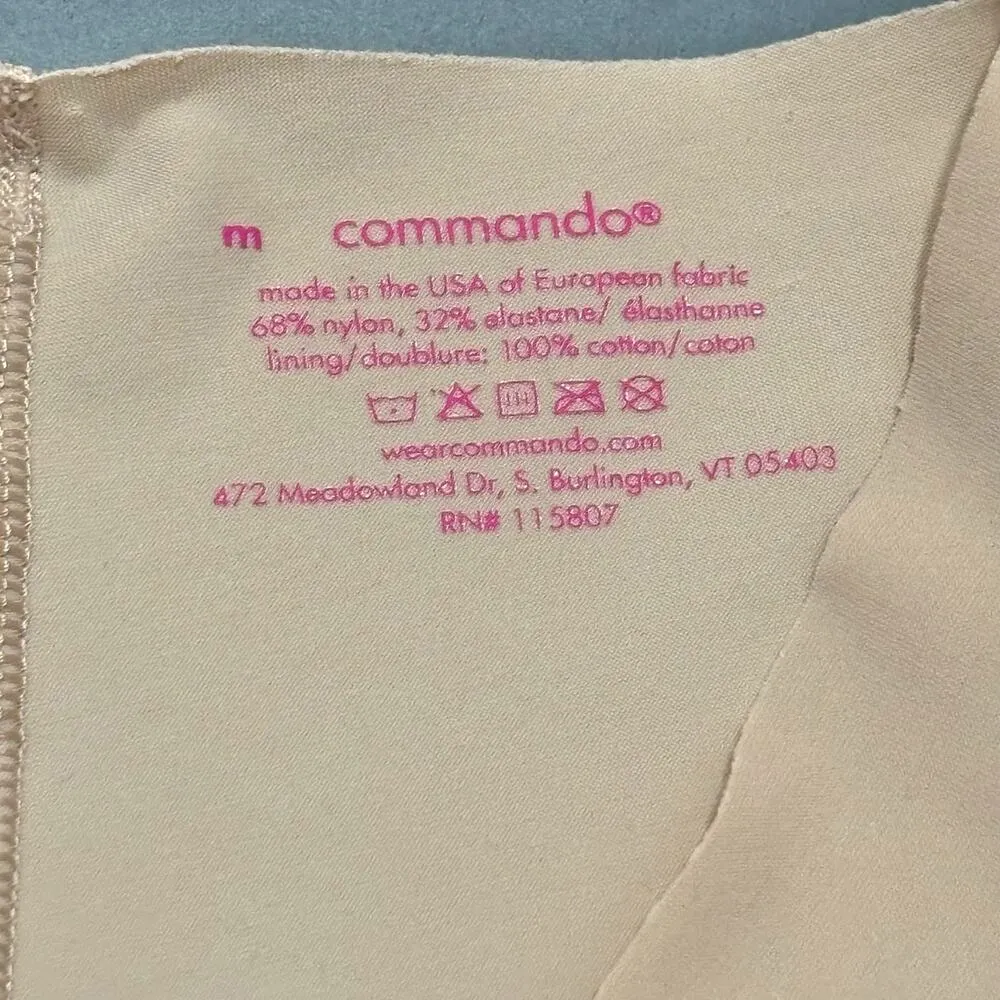 m commando®
made in the USA of European fabric
68% nylon, 32% elastane/ élasthanne
lining/doublure: 100% cotton/coton
wearcommando.com
472 Meadowland Dr, S. Burlington, VT 05403
RN# 115807